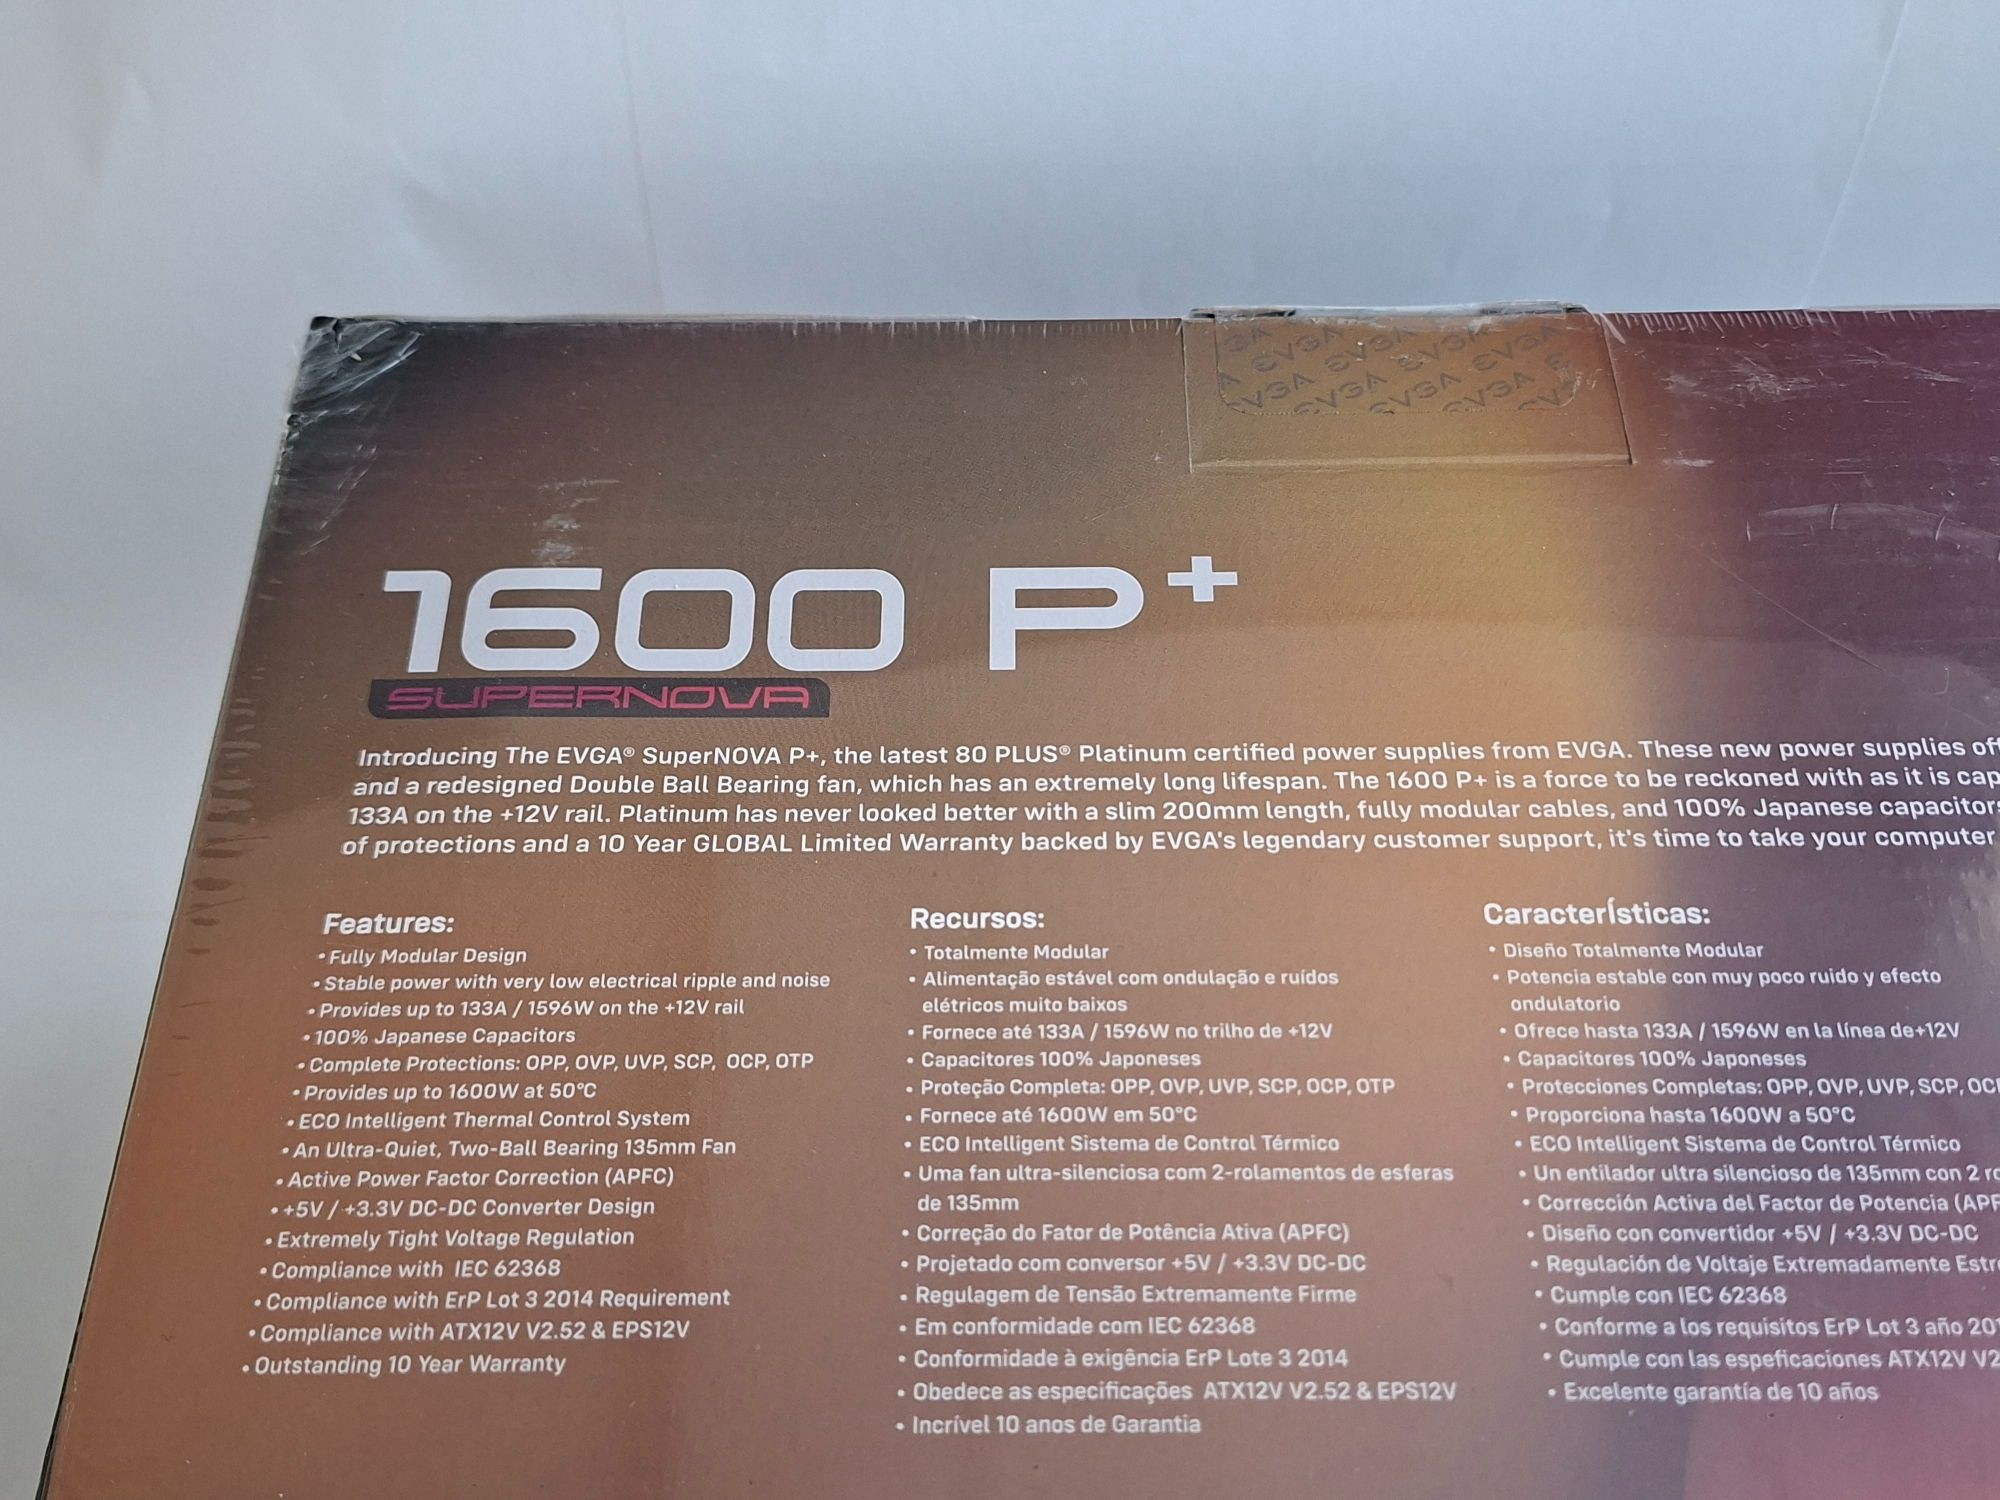 EVGA EVGA EVGA EVGA
EVGA EVGA EVGA EVGA
1600 P+
SUPERNOVA
Introducing The EVGA® SuperNOVA P+, the latest 80 PLUS® Platinum certified power supplies from EVGA. These new power supplies
and a redesigned Double Ball Bearing fan, which has an extremely long lifespan. The 1600 P+ is a force to be reckoned with as it is
133A on the +12V rail. Platinum has never looked better with a slim 200mm length, fully modular cables, and 100% Japanese
of protections and a 10 Year GLOBAL Limited Warranty backed by EVGA's legendary customer support, it's time to take your computer
Features:
• Fully Modular Design
• Stable power with very low electrical ripple and noise
• Provides up to 133A / 1596W on the +12V rail
• 100% Japanese Capacitors
• Complete Protections: OPP, OVP, UVP, SCP, OCP, OTP
• Provides up to 1600W at 50°C
• ECO Intelligent Thermal Control System
• An Ultra-Quiet, Two-Ball Bearing 135mm Fan
• Active Power Factor Correction (APFC)
• +5V / +3.3V DC-DC Converter Design
• Extremely Tight Voltage Regulation
• Compliance with IEC 62368
• Compliance with ErP Lot 3 2014 Requirement
• Compliance with ATX12V V2.52 & EPS12V
• Outstanding 10 Year Warranty
Recursos:
• Totalmente Modular
• Alimentação estável com ondulação e ruídos
elétricos muito baixos
• Fornece até 133A / 1596W no trilho de +12V
• Capacitores 100% Japoneses
• Proteção Completa: OPP, OVP, UVP, SCP, OCP, OTP
• Fornece até 1600W em 50°C
• ECO Intelligent Sistema de Control Térmico
• Uma fan ultra-silenciosa com 2-rolamentos de esferas
de 135mm
• Correção do Fator de Potência Ativa (APFC)
• Projetado com conversor +5V / +3.3V DC-DC
• Regulagem de Tensão Extremamente Firme
• Em conformidade com IEC 62368
• Conformidade à exigência ErP Lote 3 2014
• Obedece as especificações ATX12V V2.52 & EPS12V
• Incrível 10 anos de Garantia
Características:
• Diseño Totalmente Modular
• Potencia estable con muy poco ruido y efecto
ondulatorio
• Ofrece hasta 133A / 1596W en la línea de+12V
• Capacitores 100% Japoneses
• Protecciones Completas: OPP, OVP, UVP, SCP,
• Proporciona hasta 1600W a 50°C
• ECO Intelligent Sistema de Control Térmico
• Un entilador ultra silencioso de 135mm con 2
• Corrección Activa del Factor de Potencia
• Diseño con convertidor +5V / +3.3V DC-DC
• Regulación de Voltaje Extremadamente
• Cumple con IEC 62368
• Conforme a los requisitos ErP Lot 3 año
• Cumple con las espeficaciones ATX12V
• Excelente garantía de 10 años